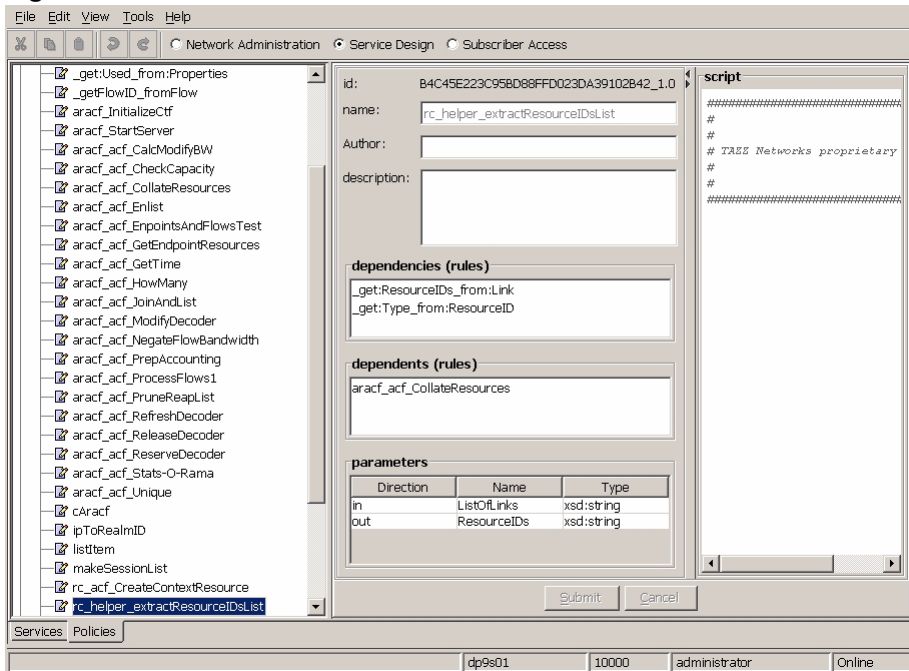 File Edit View Tools Help
Network Administration Service Design Subscriber Access
_get:Used_from:Properties
_getFlowID_fromFlow
aracf_InitializeCtf
aracf_StartServer
aracf_acf_CalcModifyBW
aracf_acf_CheckCapacity
aracf_acf_CollateResources
aracf_acf_Enlist
aracf_acf_EnpointsAndFlowsTest
aracf_acf_GetEndpointResources
aracf_acf_GetTime
aracf_acf_HowMany
aracf_acf_JoinAndList
aracf_acf_ModifyDecoder
aracf_acf_NegateFlowBandwidth
aracf_acf_PrepAccounting
aracf_acf_ProcessFlows1
aracf_acf_PruneReapList
aracf_acf_RefreshDecoder
aracf_acf_ReleaseDecoder
aracf_acf_ReserveDecoder
aracf_acf_Stats-O-Rama
aracf_acf_Unique
cAracf
ipToRealmID
listItem
makeSessionList
rc_acf_CreateContextResource
rc_helper_extractResourceIDsList
Services Policies
id: B4C45E223C95BD88FFD023DA39102B42_1.0
name: rc_helper_extractResourceIDsList
Author:
description:
dependencies (rules)
_get:ResourceIDs_from:Link
_get:Type_from:ResourceID
dependents (rules)
aracf_acf_CollateResources
parameters
Direction Name Type
in ListOfLinks xsd:string
out ResourceIDs xsd:string
Submit Cancel
script
#
#
# TAZZ Networks proprietary
#
#
dp9s01 10000 administrator Online